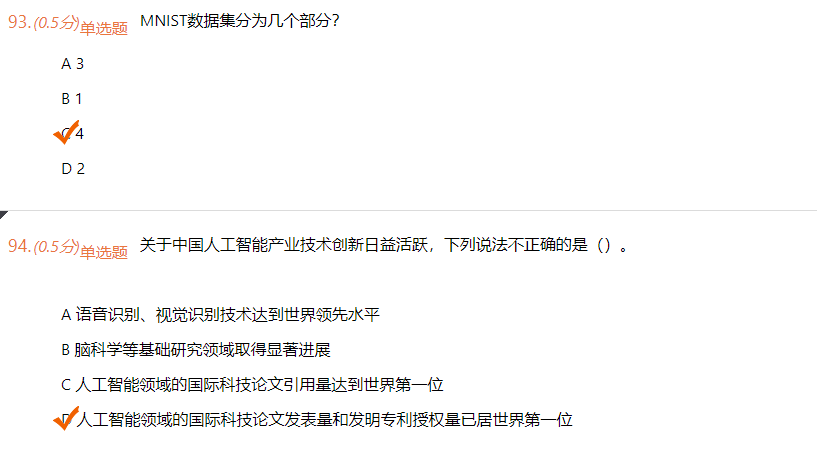 93.(0.5分)单选题 MNIST数据集分为几个部分?
A 3
B 1
C 4
D 2
94.(0.5分)单选题 关于中国人工智能产业技术创新日益活跃，下列说法不正确的是（）。
A 语音识别、视觉识别技术达到世界领先水平
B 脑科学等基础研究领域取得显著进展
C 人工智能领域的国际科技论文引用量达到世界第一位
D 人工智能领域的国际科技论文发表量和发明专利授权量已居世界第一位